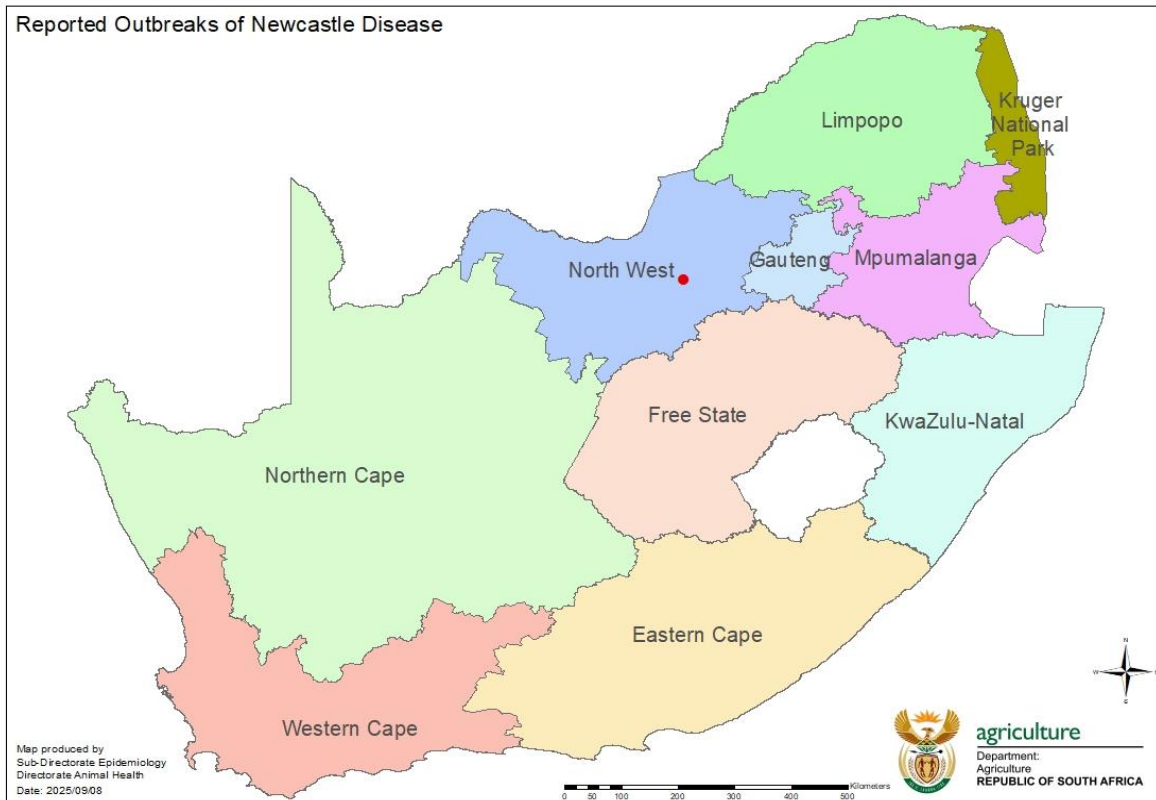 Reported Outbreaks of Newcastle Disease
Limpopo
Kruger
National
Park
North West
Gauteng
Mpumalanga
Free State
KwaZulu-Natal
Northern Cape
Eastern Cape
Western Cape
N
W
S
Map produced by
Sub-Directorate Epidemiology
Directorate Animal Health
Date: 2025/09/08
Kilometers
0 50 100 200 300 400 500
agriculture
Department:
Agriculture
REPUBLIC OF SOUTH AFRICA